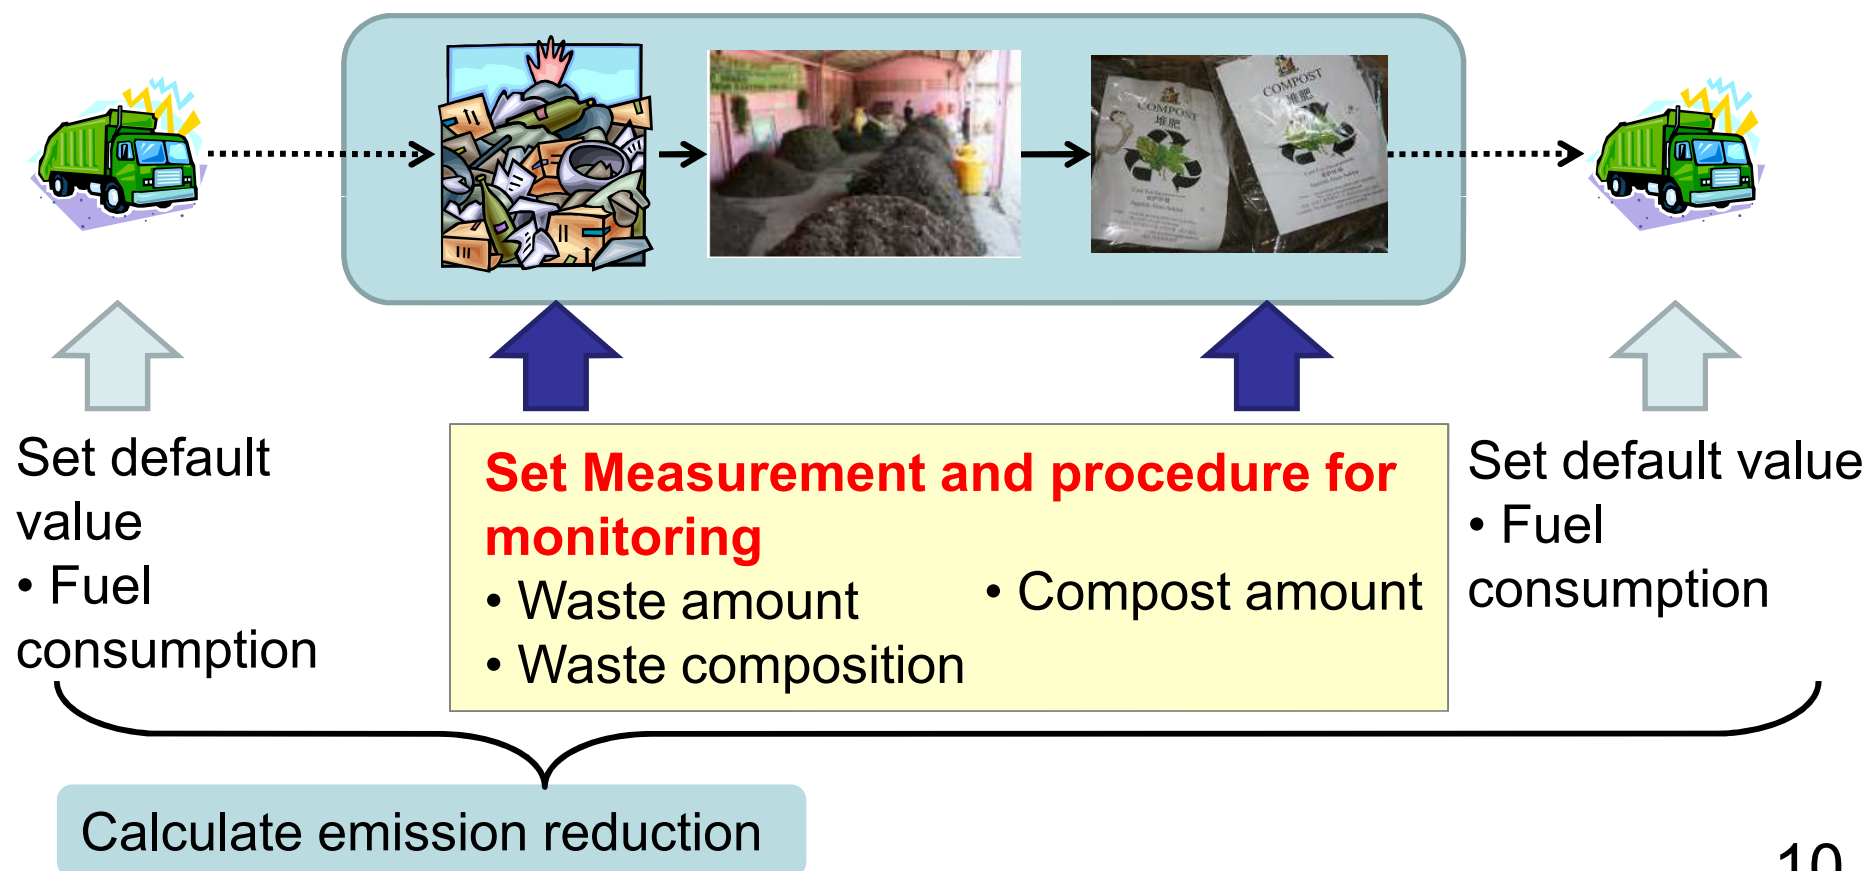 COMPOST
堆肥
COMPOST
堆肥
Set default
value
• Fuel
consumption
Set Measurement and procedure for
monitoring
• Waste amount
• Waste composition
• Compost amount
Set default value
• Fuel
consumption
Calculate emission reduction
10